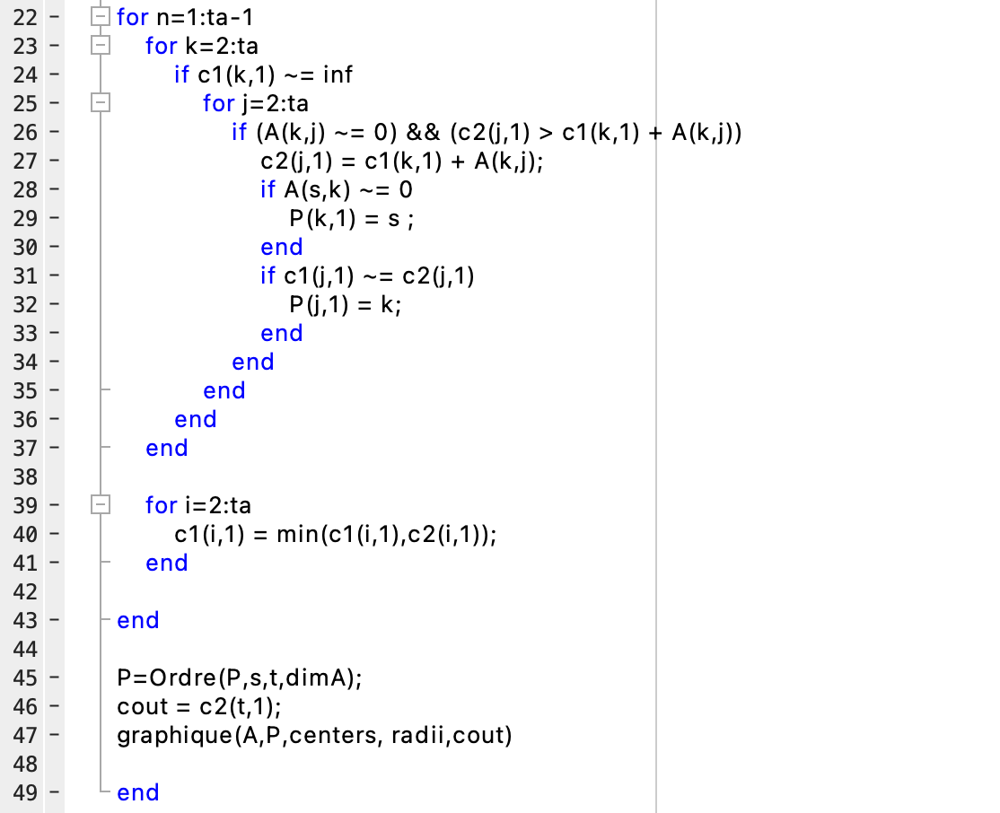 22 - for n=1:ta-1
23 - for k=2:ta
24 - if c1(k,1) ~= inf
25 - for j=2:ta
26 - if (A(k,j) ~= 0) && (c2(j,1) > c1(k,1) + A(k,j))
27 - c2(j,1) = c1(k,1) + A(k,j);
28 - if A(s,k) ~= 0
29 - P(k,1) = s ;
30 - end
31 - if c1(j,1) ~= c2(j,1)
32 - P(j,1) = k;
33 - end
34 - end
35 - end
36 - end
37 - end
38
39 - for i=2:ta
40 - c1(i,1) = min(c1(i,1),c2(i,1));
41 - end
42
43 - end
44
45 - P=Ordre(P,s,t,dimA);
46 - cout = c2(t,1);
47 - graphique(A,P,centers, radii,cout)
48
49 - end